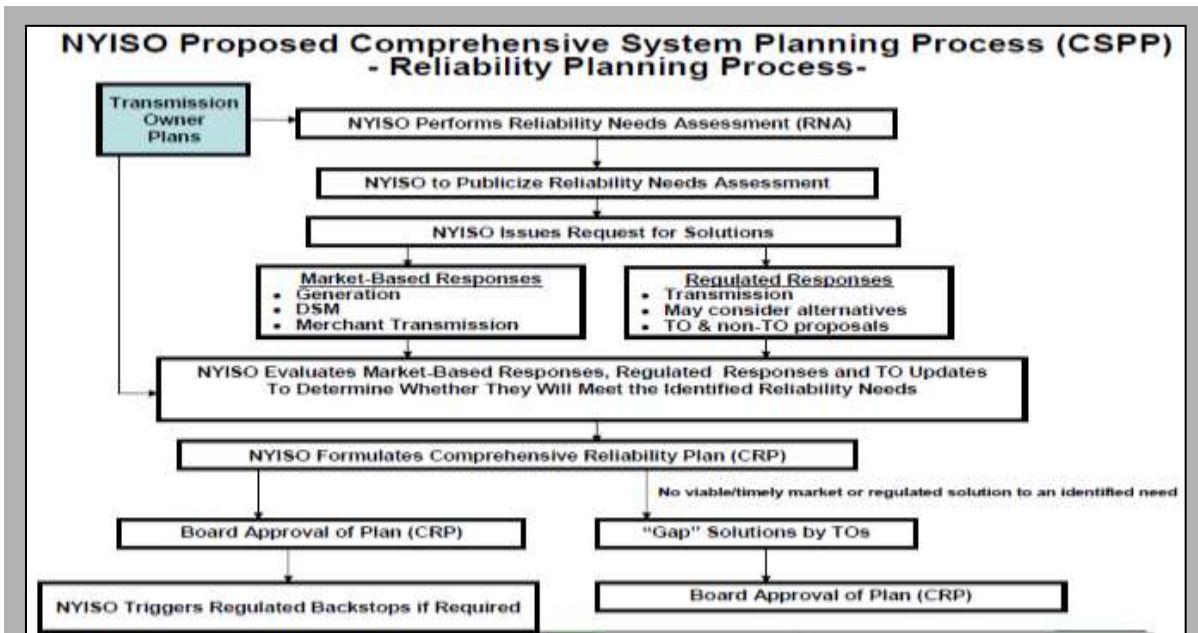 NYISO Proposed Comprehensive System Planning Process (CSPP)
- Reliability Planning Process-
Transmission
Owner
Plans
NYISO Performs Reliability Needs Assessment (RNA)
NYISO to Publicize Reliability Needs Assessment
NYISO Issues Request for Solutions
Market-Based Responses
• Generation
• DSM
• Merchant Transmission
Regulated Responses
• Transmission
• May consider alternatives
• TO & non-TO proposals
NYISO Evaluates Market-Based Responses, Regulated Responses and TO Updates
To Determine Whether They Will Meet the Identified Reliability Needs
NYISO Formulates Comprehensive Reliability Plan (CRP)
No viable/timely market or regulated solution to an identified need
Board Approval of Plan (CRP)
“Gap” Solutions by TOs
NYISO Triggers Regulated Backstops if Required
Board Approval of Plan (CRP)